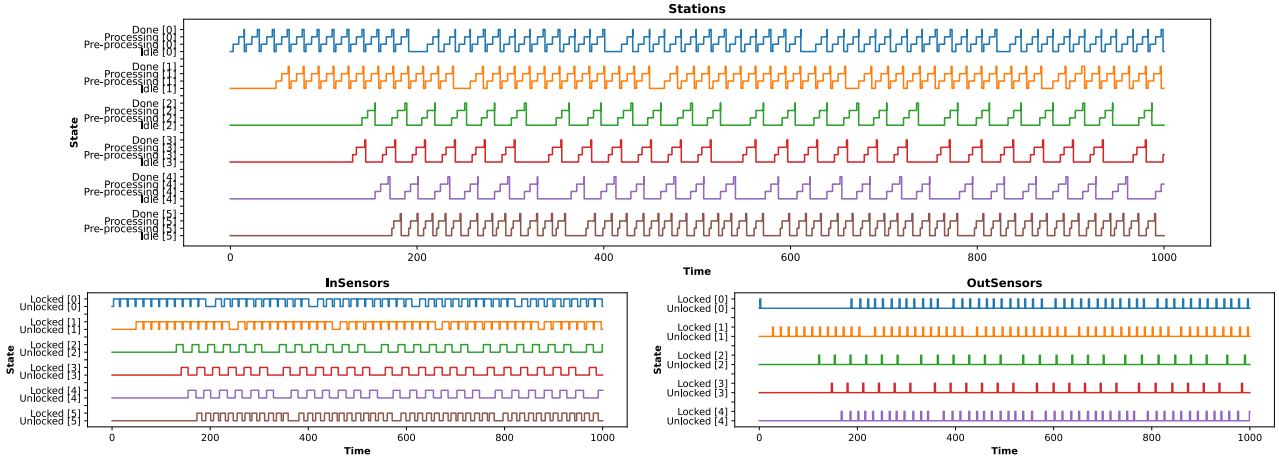 Stations
State
Done [0]
Processing [0]
Pre-processing [0]
Idle [0]
Done [1]
Processing [1]
Pre-processing [1]
Idle [1]
Done [2]
Processing [2]
Pre-processing [2]
Idle [2]
Done [3]
Processing [3]
Pre-processing [3]
Idle [3]
Done [4]
Processing [4]
Pre-processing [4]
Idle [4]
Done [5]
Processing [5]
Pre-processing [5]
Idle [5]
0 200 400 600 800 1000
Time
InSensors
State
Locked [0]
Unlocked [0]
Locked [1]
Unlocked [1]
Locked [2]
Unlocked [2]
Locked [3]
Unlocked [3]
Locked [4]
Unlocked [4]
Locked [5]
Unlocked [5]
0 200 400 600 800 1000
Time
OutSensors
State
Locked [0]
Unlocked [0]
Locked [1]
Unlocked [1]
Locked [2]
Unlocked [2]
Locked [3]
Unlocked [3]
Locked [4]
Unlocked [4]
0 200 400 600 800 1000
Time